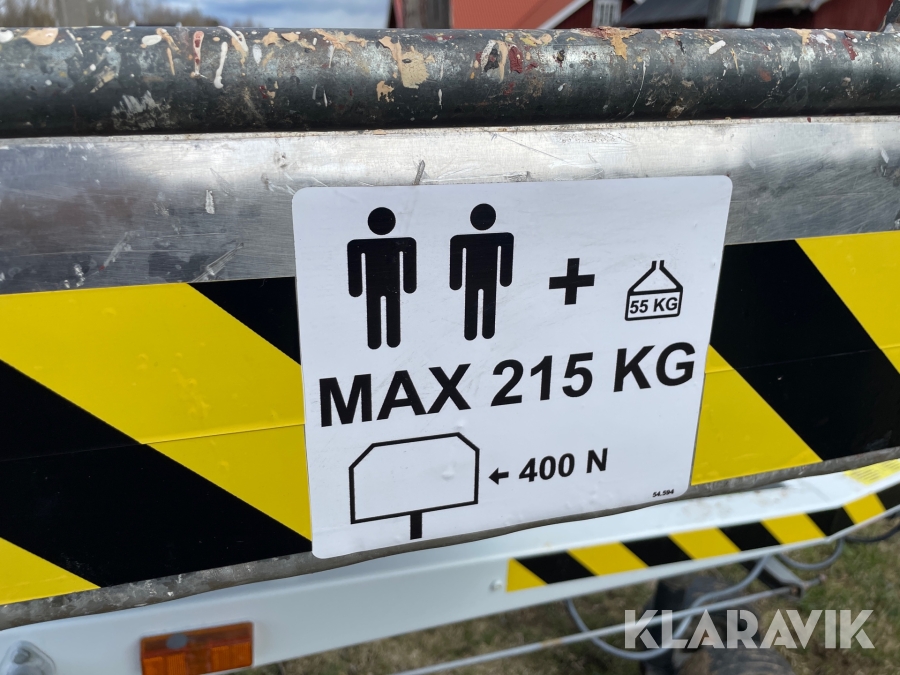 + 55 KG
MAX 215 KG
← 400 N
54.594
KLARAVIK